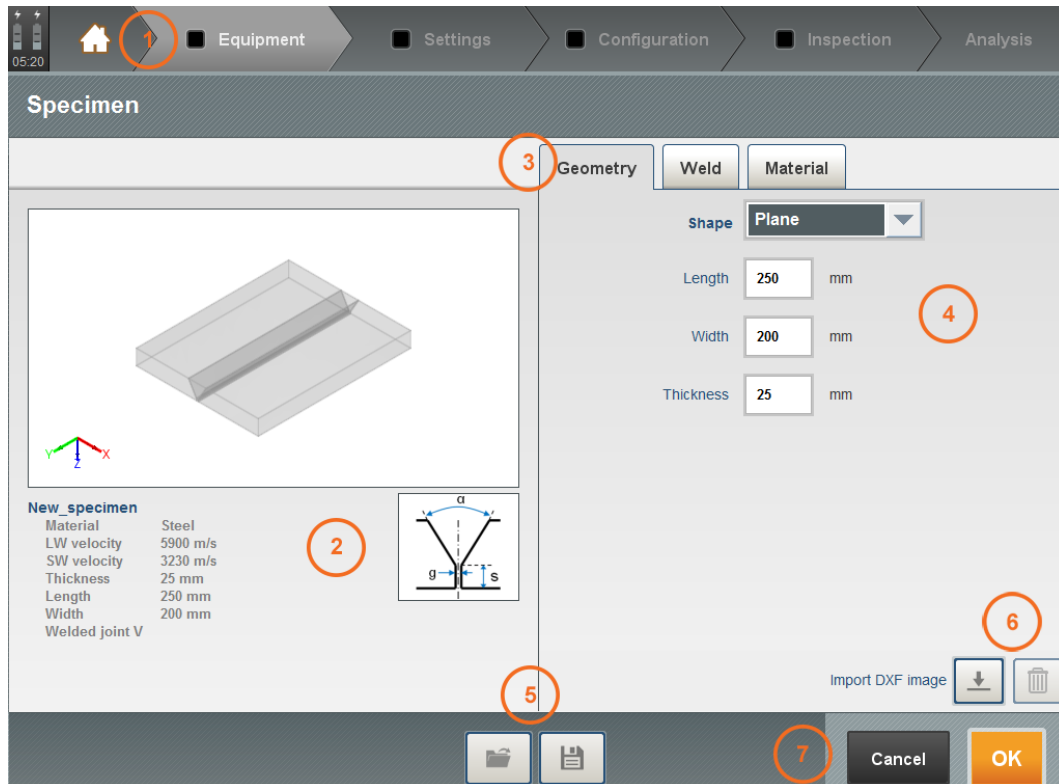 1 Equipment Settings Configuration Inspection Analysis
05:20
Specimen
3 Geometry Weld Material
Shape Plane
Length 250 mm
4
Width 200 mm
Thickness 25 mm
Y Z X
New_specimen
Material Steel
LW velocity 5900 m/s
SW velocity 3230 m/s
Thickness 25 mm
Length 250 mm
Width 200 mm
Welded joint V
2
α
g s
6
Import DXF image
5
7 Cancel OK